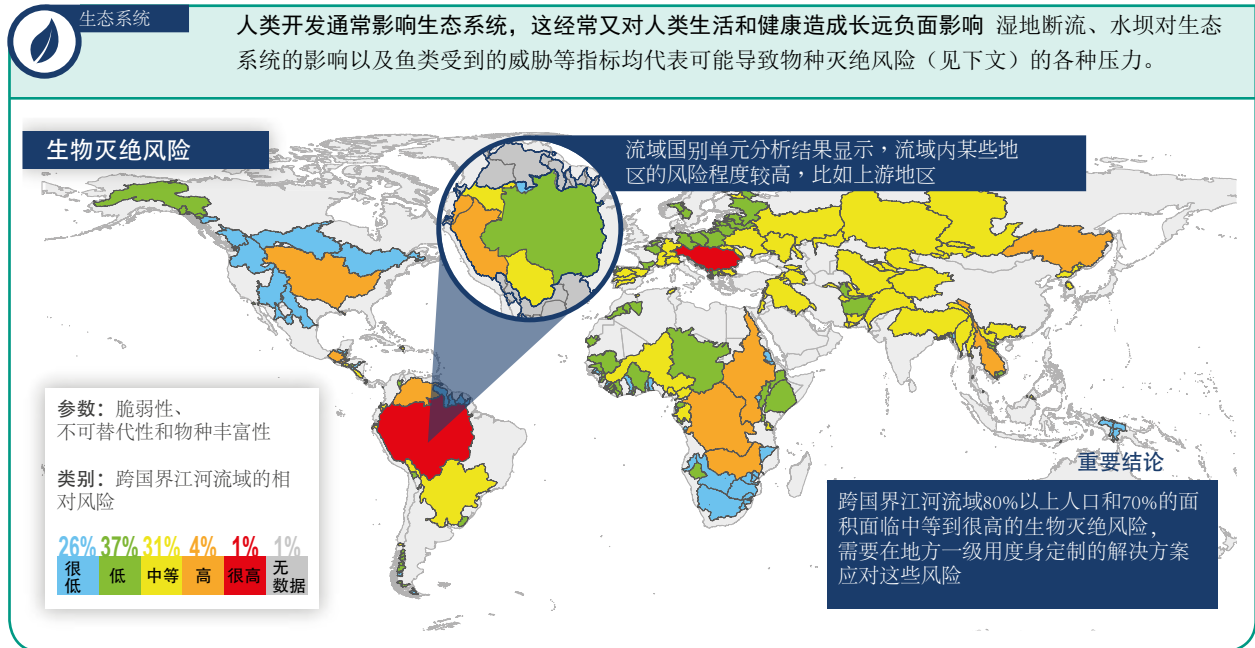 生态系统
人类开发通常影响生态系统，这经常又对人类生活和健康造成长远负面影响 湿地断流、水坝对生态
系统的影响以及鱼类受到的威胁等指标均代表可能导致物种灭绝风险（见下文）的各种压力。
生物灭绝风险
流域国别单元分析结果显示，流域内某些地
区的风险程度较高，比如上游地区
参数：脆弱性、
不可替代性和物种丰富性
类别：跨国界江河流域的相
对风险
26% 37% 31% 4% 1% 1%
很低 低 中等 高 很高 无数据
重要结论
跨国界江河流域80%以上人口和70%的面
积面临中等到很高的生物灭绝风险，
需要在地方一级用度身定制的解决方案
应对这些风险